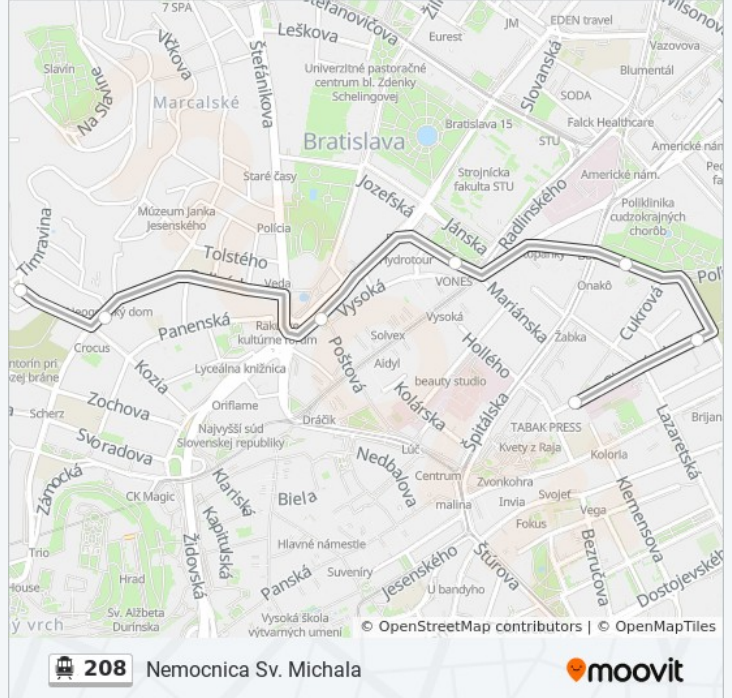 7 SPA
Leškova
Štefanovičova
JM
EDEN travel
Wilsonova
Eurest
Vazovova
Slavín
Vlčkova
Štefánikova
Univerzitné pastoračné
centrum bl. Zdenky
Schelingovej
Slovanská
Blumentál
SODA
Na Slavíne
Marcalské
Bratislava
Bratislava 15
Falck Healthcare
STU
Americké nám
Staré časy
Strojnícka
fakulta STU
Americké nám.
Jozefská
Radlinského
Múzeum Janka
Jesenského
Polícia
Jánska
Poliklinika
cudzokrajných
chorôb
Timravina
Tolstého
Hydrotour
Veda
VONES
Vysoká
Mariánska
Onakô
Cukrová
Panenská
kultúrne fórum
Vysoká
Solvex
Žabka
Crocus
Poštová
Hollého
Kozia
Lyceálna knižnica
Aidyl
beauty studio
Kolárska
Zochova
Oriflame
Scherz
Dráčik
Špitálska
TABAK PRESS
Lazaretská
Najvyšší súd
Slovenskej republiky
Kvety z Raja
Svoradova
Lúč
Koloria
Nedbalova
Centrum
Zvonkohra
Zámocká
CK Magic
Klariská
Biela
malina
Invia
Svojeť
Klemensova
Kapitulská
Vega
Fokus
Bezručova
Trio
Židovská
Hlavné námestie
Štúrova
Hrad
Panská
Suveníry
Jesenského
Dostojevského
Sv. Alžbeta
Durínska
U bandyho
Vysoká škola
výtvarných umení
© OpenStreetMap contributors | © OpenMapTiles
208 Nemocnica Sv. Michala
moovit